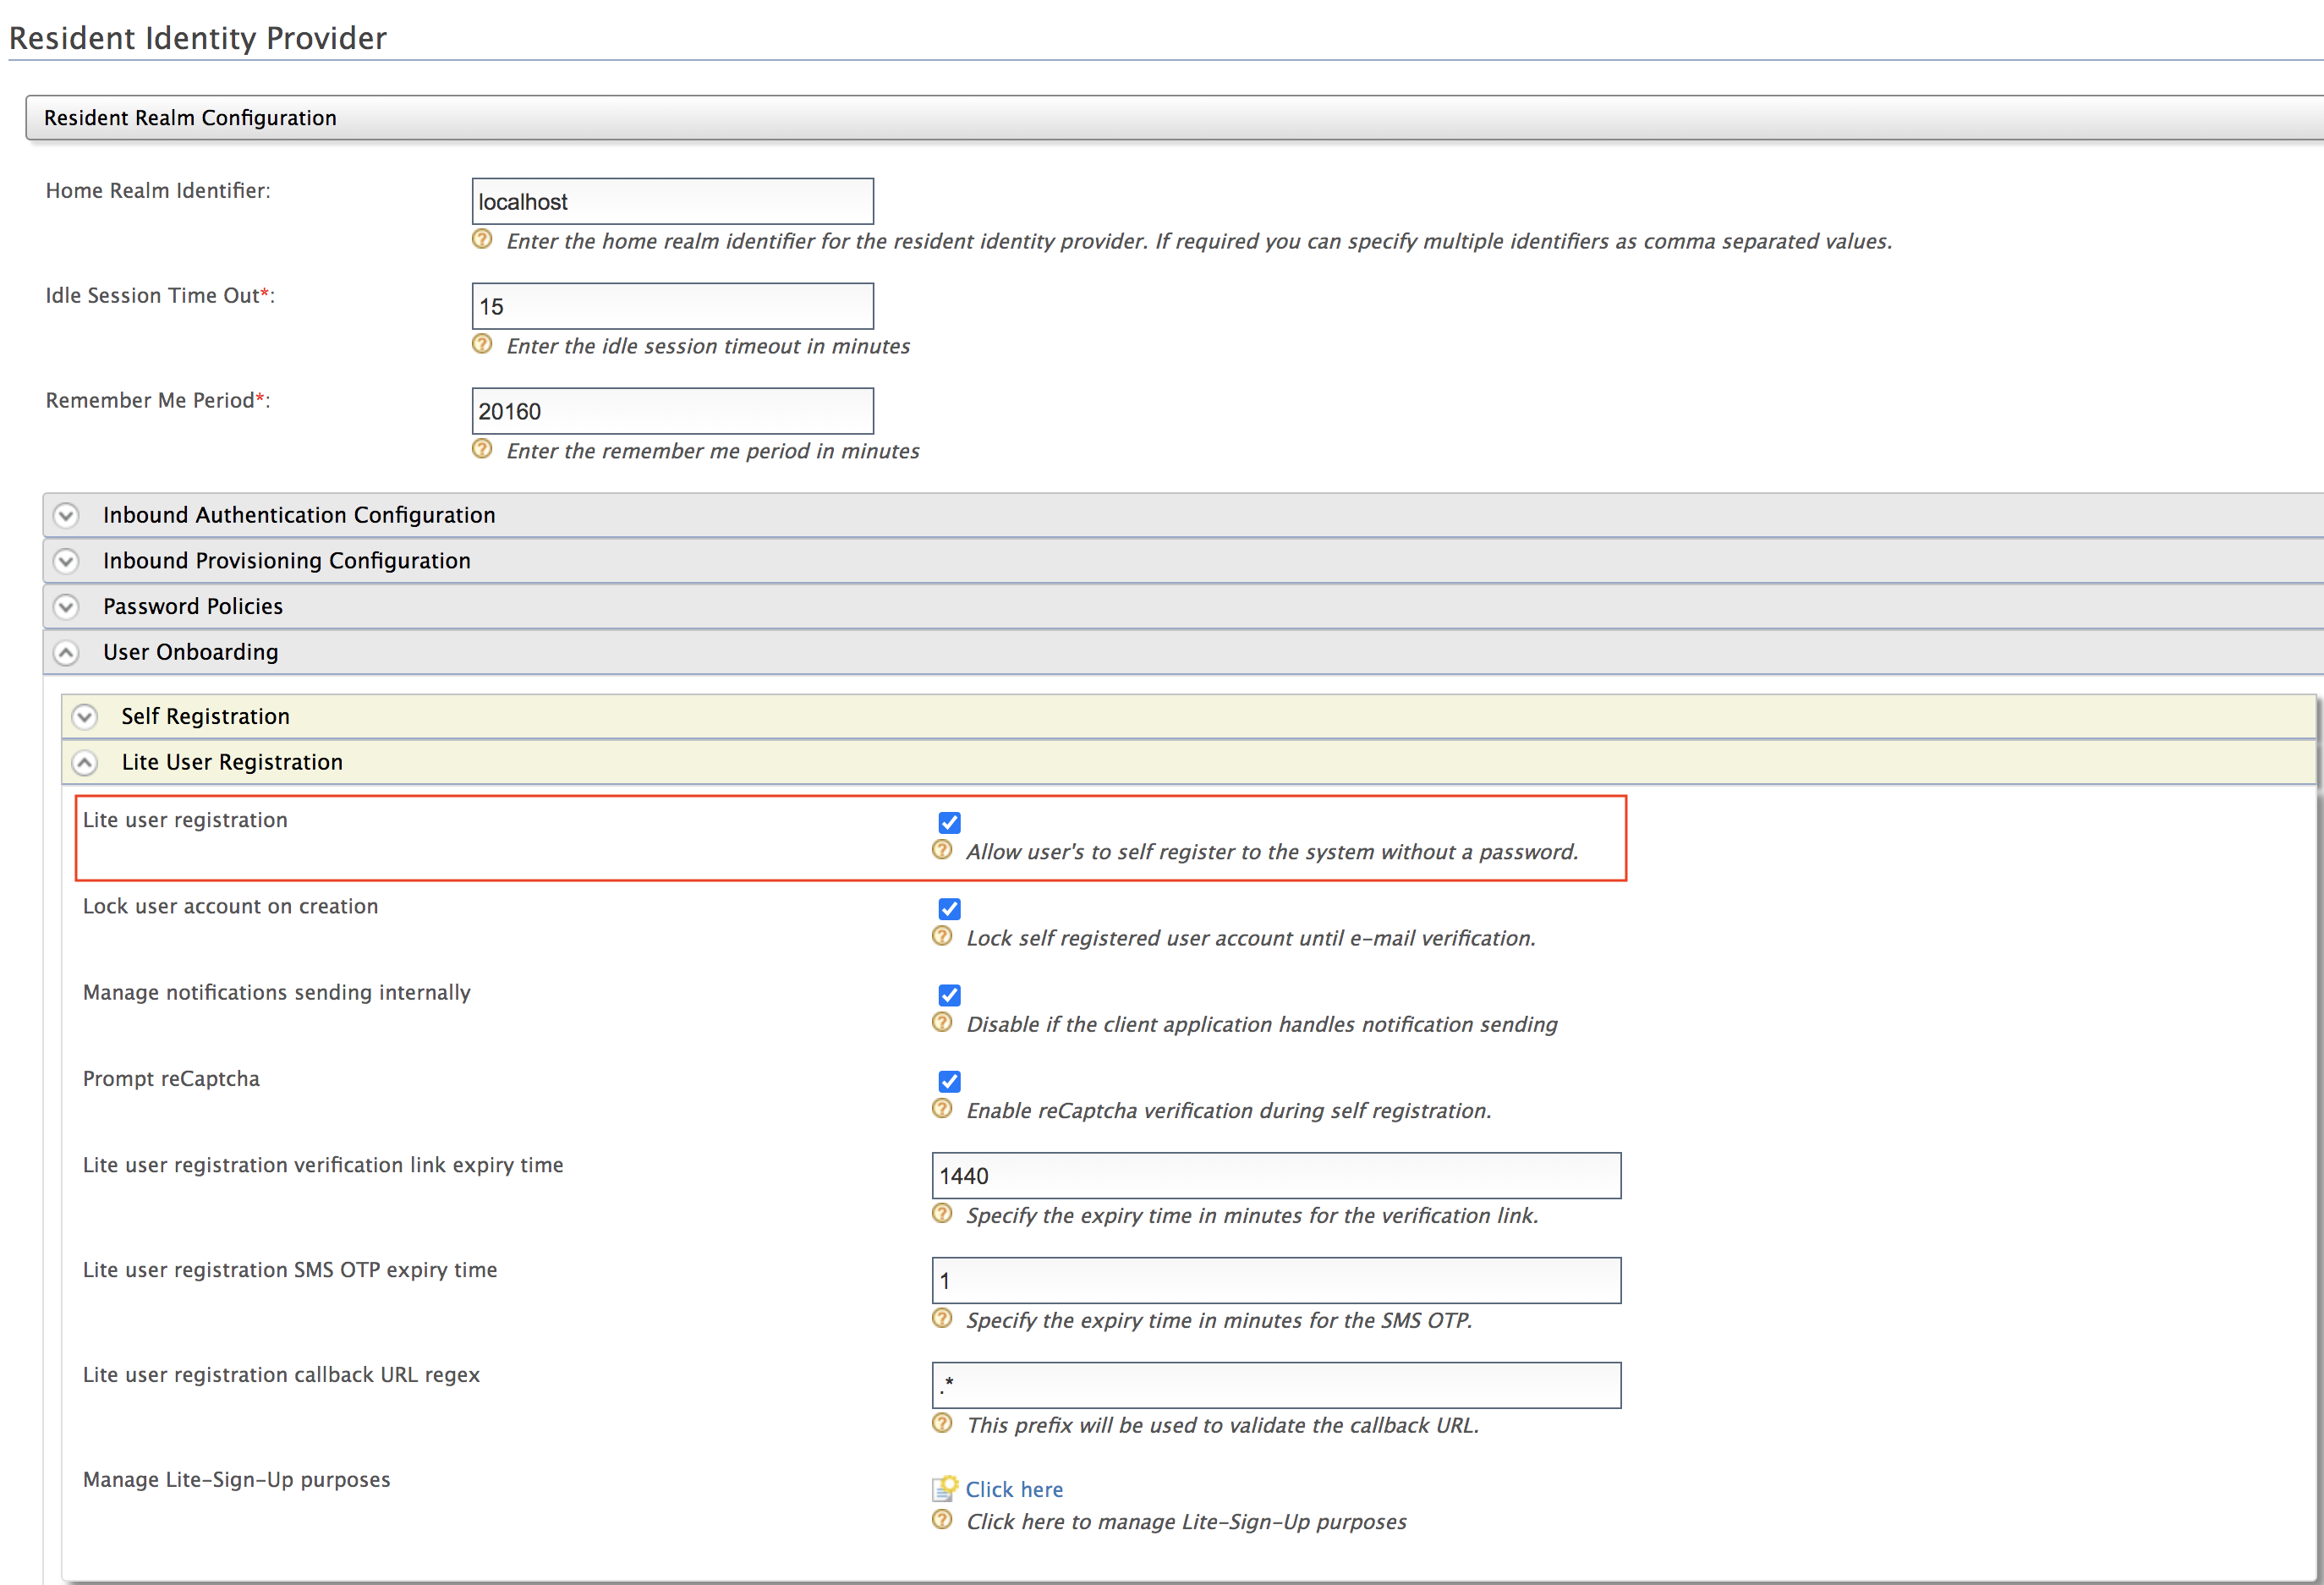 Resident Identity Provider
Resident Realm Configuration
Home Realm Identifier:
localhost
Enter the home realm identifier for the resident identity provider. If required you can specify multiple identifiers as comma separated values.
Idle Session Time Out*:
15
Enter the idle session timeout in minutes
Remember Me Period*:
20160
Enter the remember me period in minutes
Inbound Authentication Configuration
Inbound Provisioning Configuration
Password Policies
User Onboarding
Self Registration
Lite User Registration
Lite user registration
Allow user's to self register to the system without a password.
Lock user account on creation
Lock self registered user account until e-mail verification.
Manage notifications sending internally
Disable if the client application handles notification sending
Prompt reCaptcha
Enable reCaptcha verification during self registration.
Lite user registration verification link expiry time
1440
Specify the expiry time in minutes for the verification link.
Lite user registration SMS OTP expiry time
1
Specify the expiry time in minutes for the SMS OTP.
Lite user registration callback URL regex
.*
This prefix will be used to validate the callback URL.
Manage Lite-Sign-Up purposes
Click here
Click here to manage Lite-Sign-Up purposes